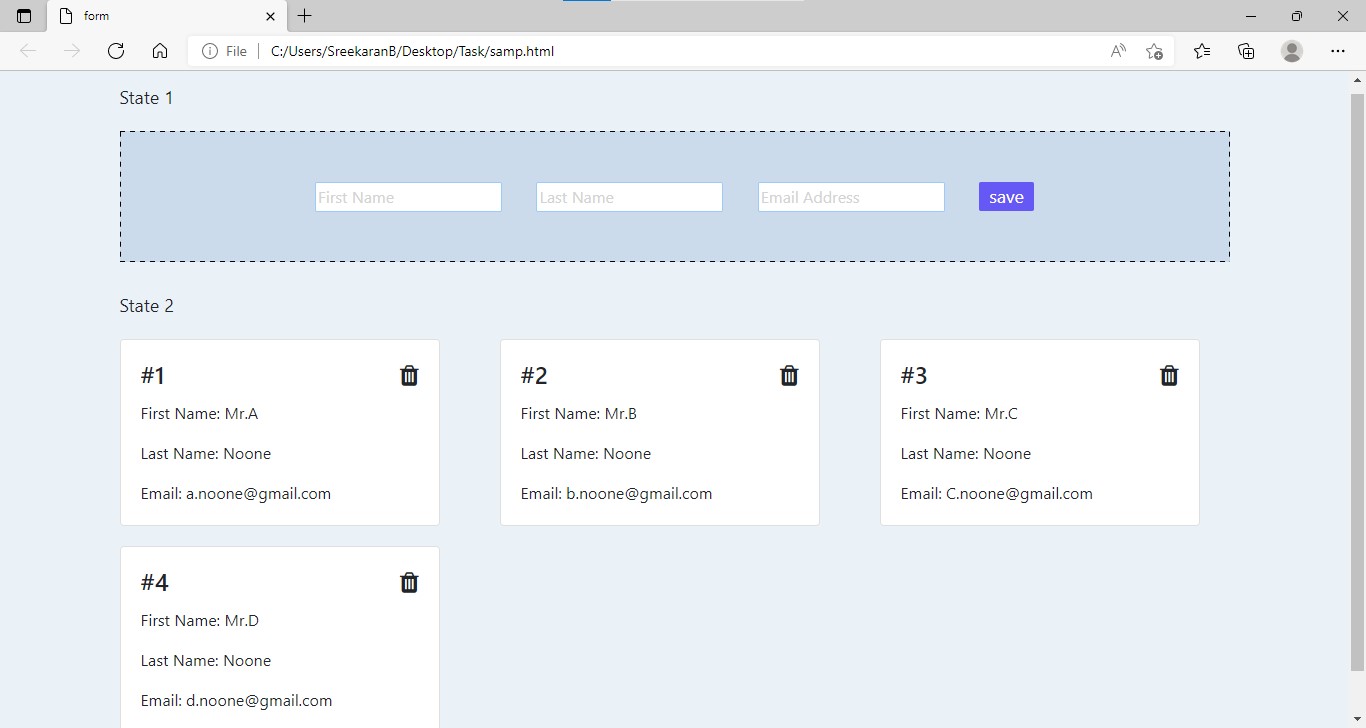 form
File C:/Users/SreekaranB/Desktop/Task/samp.html
State 1
First Name Last Name Email Address save
State 2
#1
First Name: Mr.A
Last Name: Noone
Email: a.noone@gmail.com
#2
First Name: Mr.B
Last Name: Noone
Email: b.noone@gmail.com
#3
First Name: Mr.C
Last Name: Noone
Email: C.noone@gmail.com
#4
First Name: Mr.D
Last Name: Noone
Email: d.noone@gmail.com